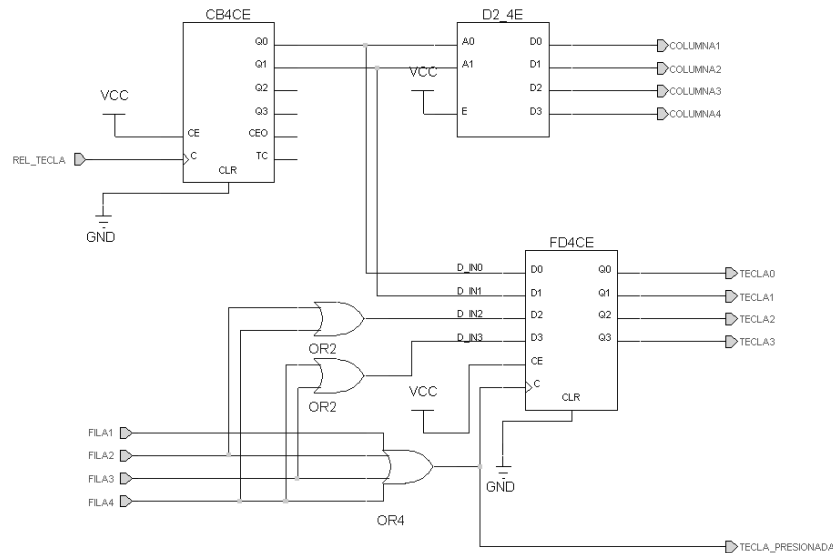 CB4CE
D2_4E
Q0
A0
D0
COLUMNA1
Q1
A1
D1
COLUMNA2
VCC
Q2
D2
COLUMNA3
VCC
Q3
E
D3
COLUMNA4
CE
CEO
REL_TECLA
C
TC
CLR
GND
FD4CE
D_IN0
D0
Q0
TECLA0
D_IN1
D1
Q1
TECLA1
D_IN2
D2
Q2
TECLA2
D_IN3
D3
Q3
TECLA3
OR2
CE
VCC
C
CLR
OR2
FILA1
FILA2
FILA3
GND
FILA4
OR4
TECLA_PRESIONADA